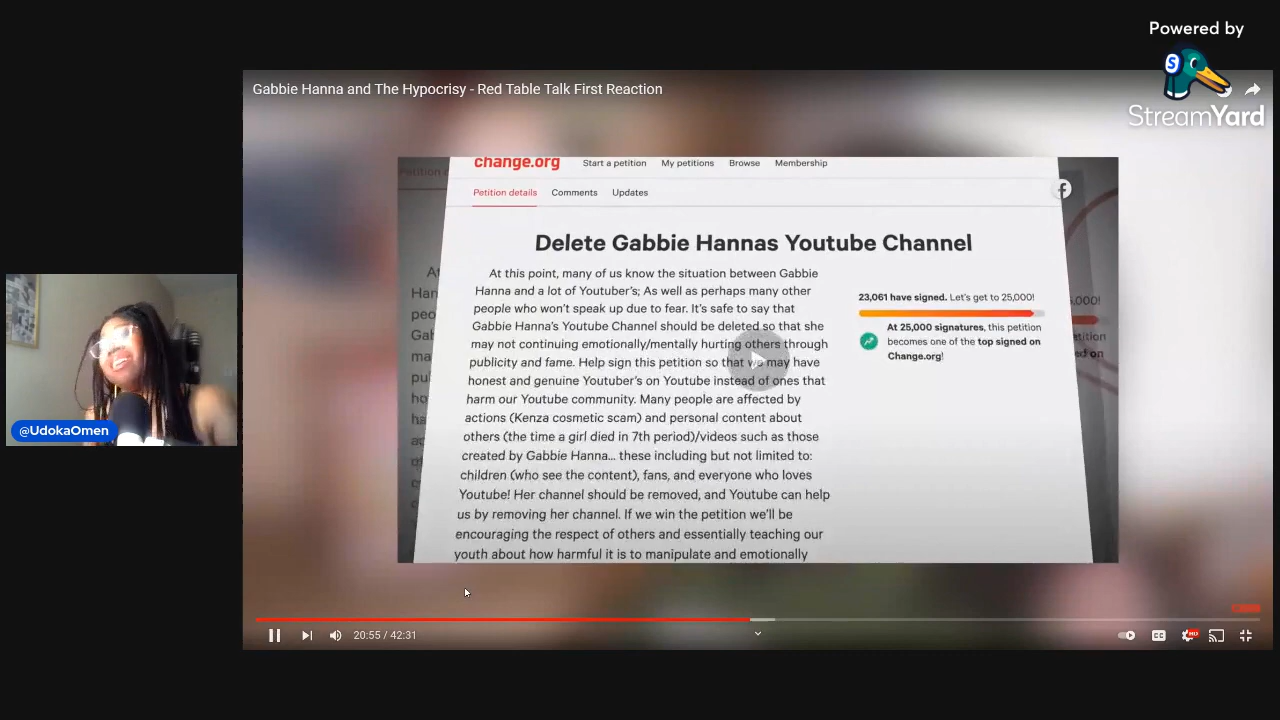 Powered by
StreamYard
Gabbie Hanna and The Hypocrisy - Red Table Talk First Reaction
change.org
Start a petition My petitions Browse Membership
Petition details Comments Updates
Delete Gabbie Hannas Youtube Channel
At this point, many of us know the situation between Gabbie
Hanna and a lot of Youtuber's; As well as perhaps many other
people who won't speak up due to fear. It's safe to say that
Gabbie Hanna's Youtube Channel should be deleted so that she
may not continuing emotionally/mentally hurting others through
publicity and fame. Help sign this petition so that we may have
honest and genuine Youtuber's on Youtube instead of ones that
harm our Youtube community. Many people are affected by
actions (Kenza cosmetic scam) and personal content about
others (the time a girl died in 7th period)/videos such as those
created by Gabbie Hanna... these including but not limited to:
children (who see the content), fans, and everyone who loves
Youtube! Her channel should be removed, and Youtube can help
us by removing her channel. If we win the petition we'll be
encouraging the respect of others and essentially teaching our
youth about how harmful it is to manipulate and emotionally
23,061 have signed. Let's get to 25,000!
At 25,000 signatures, this petition
becomes one of the top signed on
Change.org!
@UdokaOmen
20:55 / 42:31
CC
HD